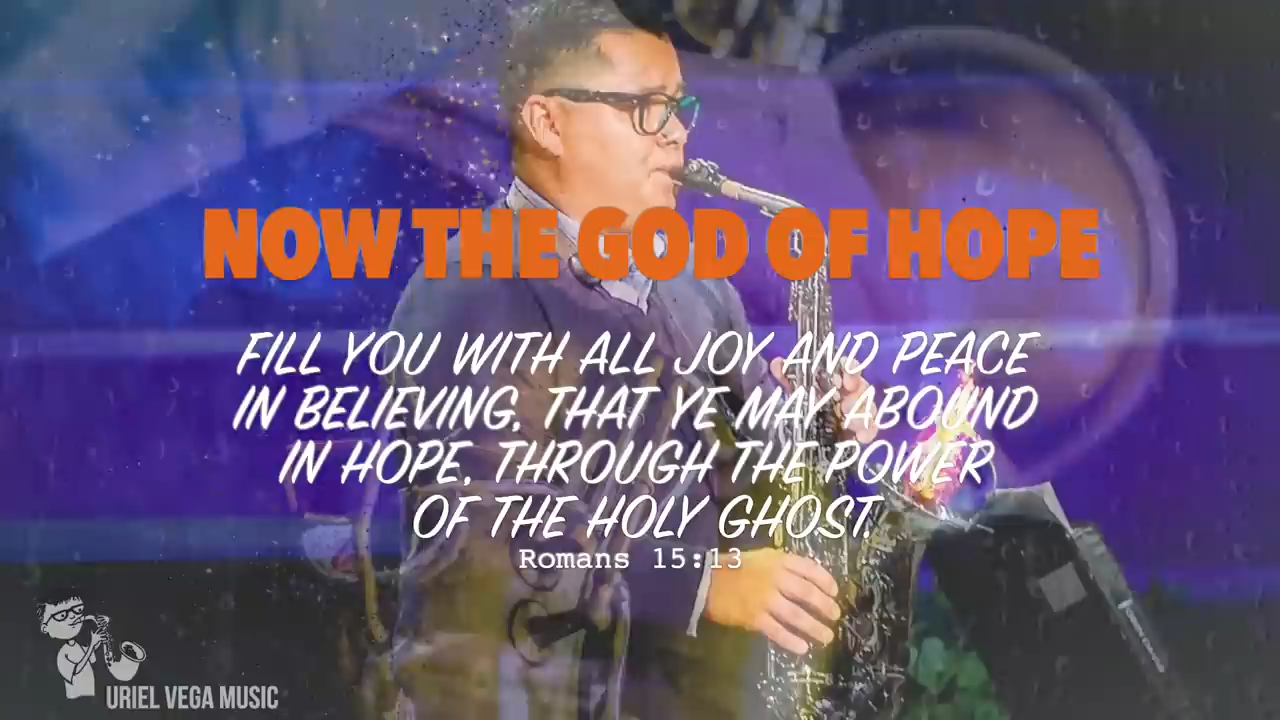 NOW THE GOD OF HOPE
FILL YOU WITH ALL JOY AND PEACE
IN BELIEVING, THAT YE MAY ABOUND
IN HOPE, THROUGH THE POWER
OF THE HOLY GHOST.
Romans 15:13
URIEL VEGA MUSIC